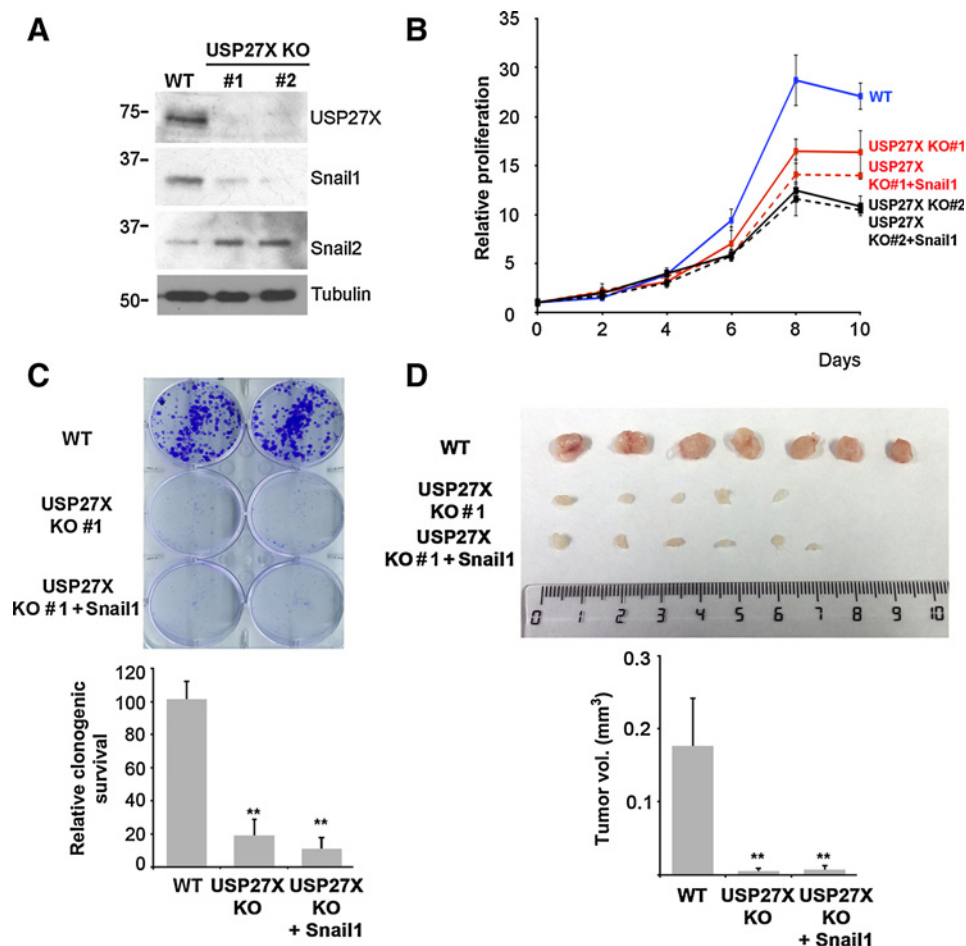 A
USP27X KO
WT #1 #2
75-
USP27X
37-
Snail1
37-
Snail2
50-
Tubulin
B
Relative proliferation
35
30
25
20
15
10
5
0
0 2 4 6 8 10
Days
WT
USP27X KO#1
USP27X
KO#1+Snail1
USP27X KO#2
USP27X
KO#2+Snail1
C
WT
USP27X
KO #1
USP27X
KO #1 + Snail1
Relative clonogenic
survival
120
100
80
60
40
20
0
**
**
WT
USP27X
KO
USP27X
KO
+ Snail1
D
WT
USP27X
KO #1
USP27X
KO #1 + Snail1
0 1 2 3 4 5 6 7 8 9 10
Tumor vol. (mm³)
0.3
0.2
0.1
**
**
WT
USP27X
KO
USP27X
KO
+ Snail1